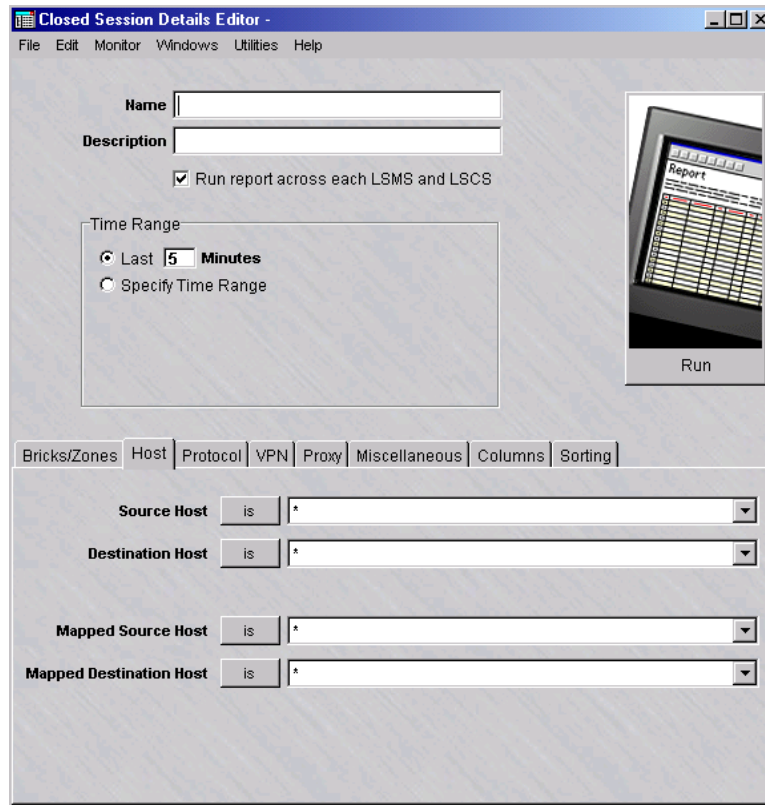 Closed Session Details Editor -
File Edit Monitor Windows Utilities Help
Name
Description
Run report across each LSMS and LSCS
Report
Time Range
Last 5 Minutes
Specify Time Range
Run
Bricks/Zones Host Protocol VPN Proxy Miscellaneous Columns Sorting
Source Host is *
Destination Host is *
Mapped Source Host is *
Mapped Destination Host is *